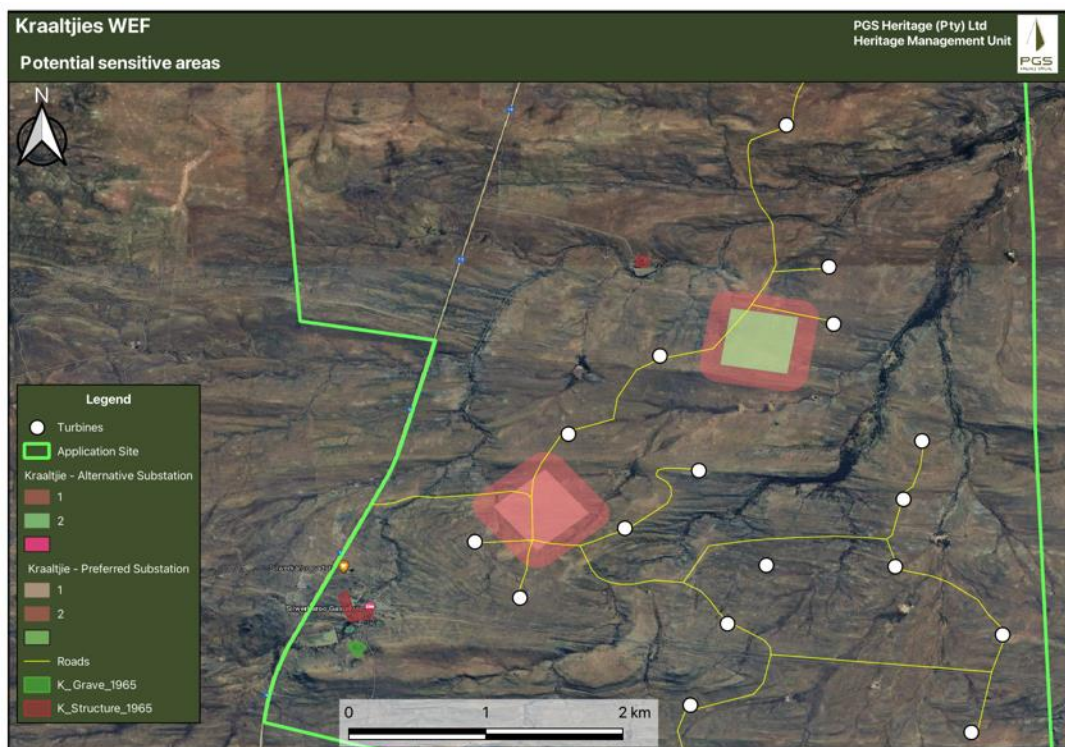 Kraaltjies WEF
Potential sensitive areas
PGS Heritage (Pty) Ltd
Heritage Management Unit
PGS
N
Legend
Turbines
Application Site
Kraaltjie - Alternative Substation
1
2
Kraaltjie - Preferred Substation
1
2
Roads
K_Grave_1965
K_Structure_1965
0 1 2 km